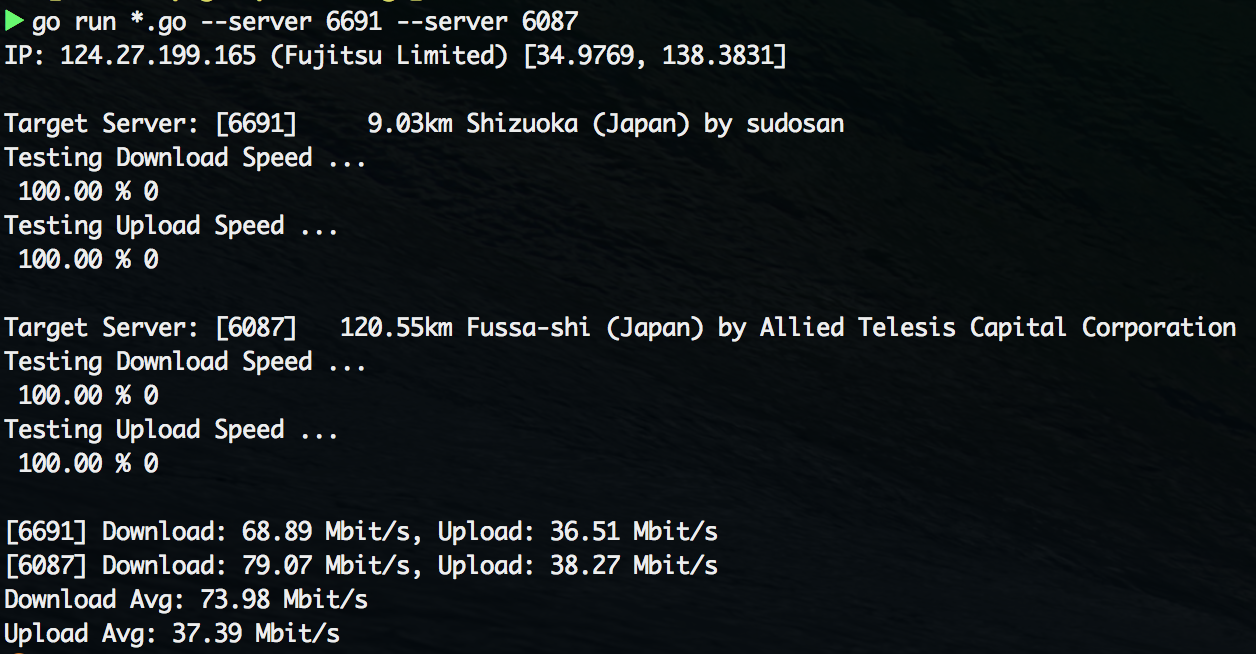 go run *.go --server 6691 --server 6087
IP: 124.27.199.165 (Fujitsu Limited) [34.9769, 138.3831]
Target Server: [6691]     9.03km Shizuoka (Japan) by sudosan
Testing Download Speed ...
 100.00 % 0
Testing Upload Speed ...
 100.00 % 0
Target Server: [6087]   120.55km Fussa-shi (Japan) by Allied Telesis Capital Corporation
Testing Download Speed ...
 100.00 % 0
Testing Upload Speed ...
 100.00 % 0
[6691] Download: 68.89 Mbit/s, Upload: 36.51 Mbit/s
[6087] Download: 79.07 Mbit/s, Upload: 38.27 Mbit/s
Download Avg: 73.98 Mbit/s
Upload Avg: 37.39 Mbit/s